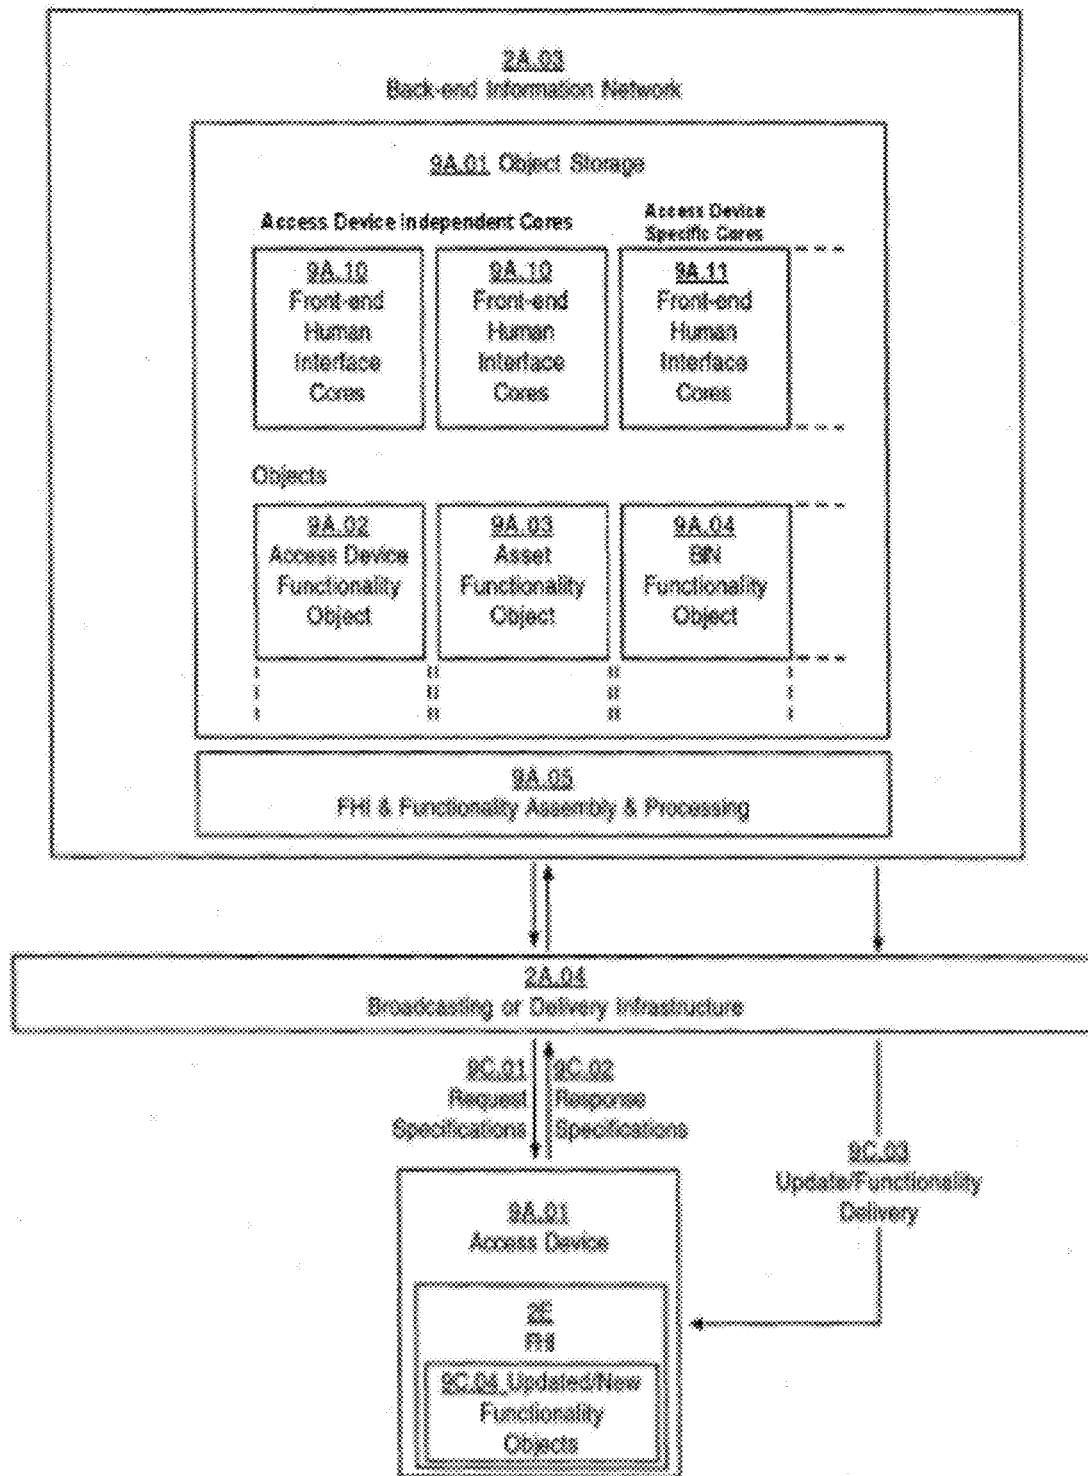 2A.03
Back-end Information Network
9A.01 Object Storage
Access Device Independent Cores
Access Device
Specific Cores
9A.10
Front-end
Human
Interface
Cores
9A.10
Front-end
Human
Interface
Cores
9A.11
Front-end
Human
Interface
Cores
Objects
9A.02
Access Device
Functionality
Object
9A.03
Asset
Functionality
Object
9A.04
BIN
Functionality
Object
9A.05
FHI & Functionality Assembly & Processing
2A.04
Broadcasting or Delivery Infrastructure
9C.01
Request
Specifications
9C.02
Response
Specifications
9C.03
Update/Functionality
Delivery
9A.01
Access Device
2E
FHI
9C.04 Updated/New
Functionality
Objects